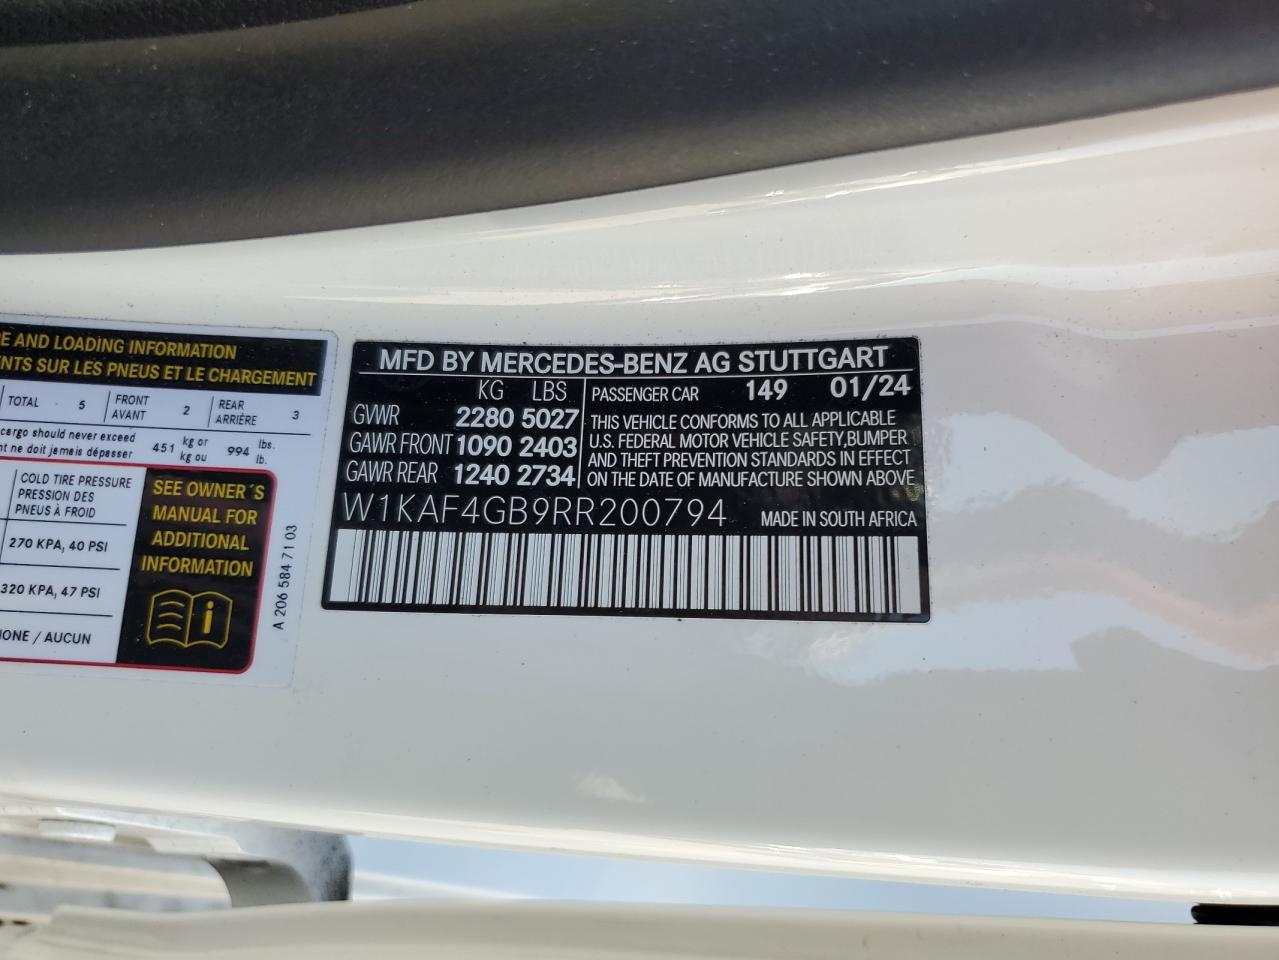 E AND LOADING INFORMATION
ENTS SUR LES PNEUS ET LE CHARGEMENT
TOTAL - 5 FRONT AVANT 2 REAR ARRIÈRE 3
cargo should never exceed 451 kg or 994 lbs.
nt ne doit jamais dépasser kg ou lb.
COLD TIRE PRESSURE
PRESSION DES
PNEUS À FROID
270 KPA, 40 PSI
320 KPA, 47 PSI
NONE / AUCUN
SEE OWNER´S
MANUAL FOR
ADDITIONAL
INFORMATION
A 206 584 71 03
MFD BY MERCEDES-BENZ AG STUTTGART
KG LBS
GVWR 2280 5027
GAWR FRONT 1090 2403
GAWR REAR 1240 2734
PASSENGER CAR 149 01/24
THIS VEHICLE CONFORMS TO ALL APPLICABLE
U.S. FEDERAL MOTOR VEHICLE SAFETY,BUMPER
AND THEFT PREVENTION STANDARDS IN EFFECT
ON THE DATE OF MANUFACTURE SHOWN ABOVE
W1KAF4GB9RR200794 MADE IN SOUTH AFRICA